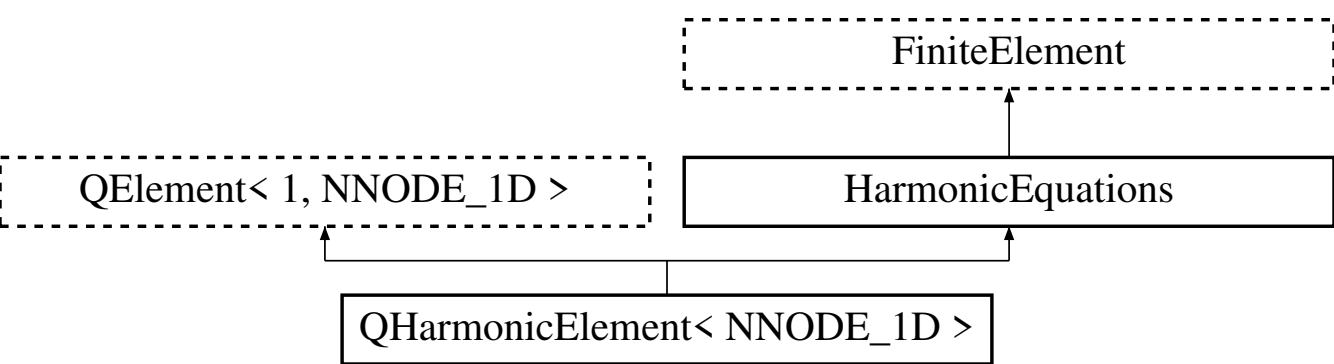 FiniteElement
QElement< 1, NNODE_1D >
HarmonicEquations
QHarmonicElement< NNODE_1D >